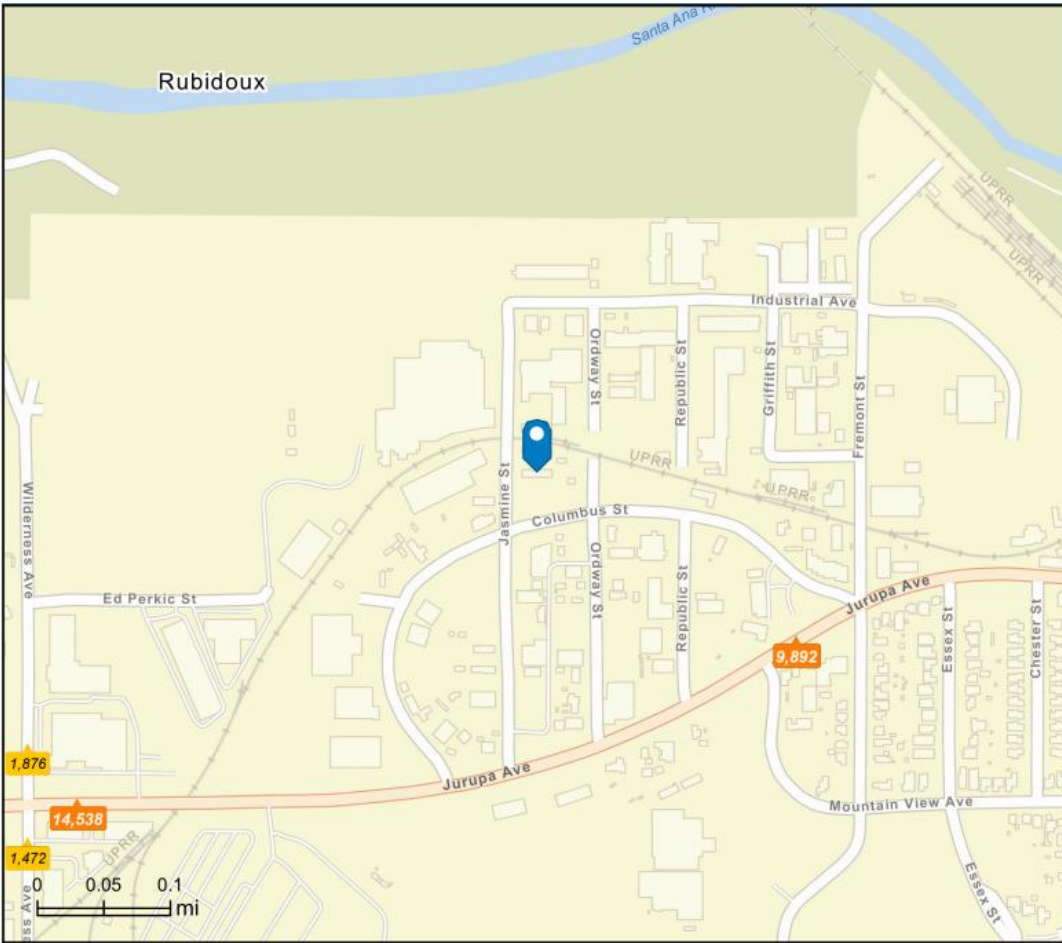 Santa Ana
Rubidoux
UPRR
UPRR
Industrial Ave
Ordway St
Republic St
Griffith St
Fremont St
UPRR
UPRR
Wilderness Ave
Jasmine St
Columbus St
Ordway St
Republic St
Ed Perkic St
Jurupa Ave
Essex St
Chester St
9,892
1,876
Jurupa Ave
14,538
Mountain View Ave
1,472
UPRR
Essex St
0 0.05 0.1
mi
ess Ave